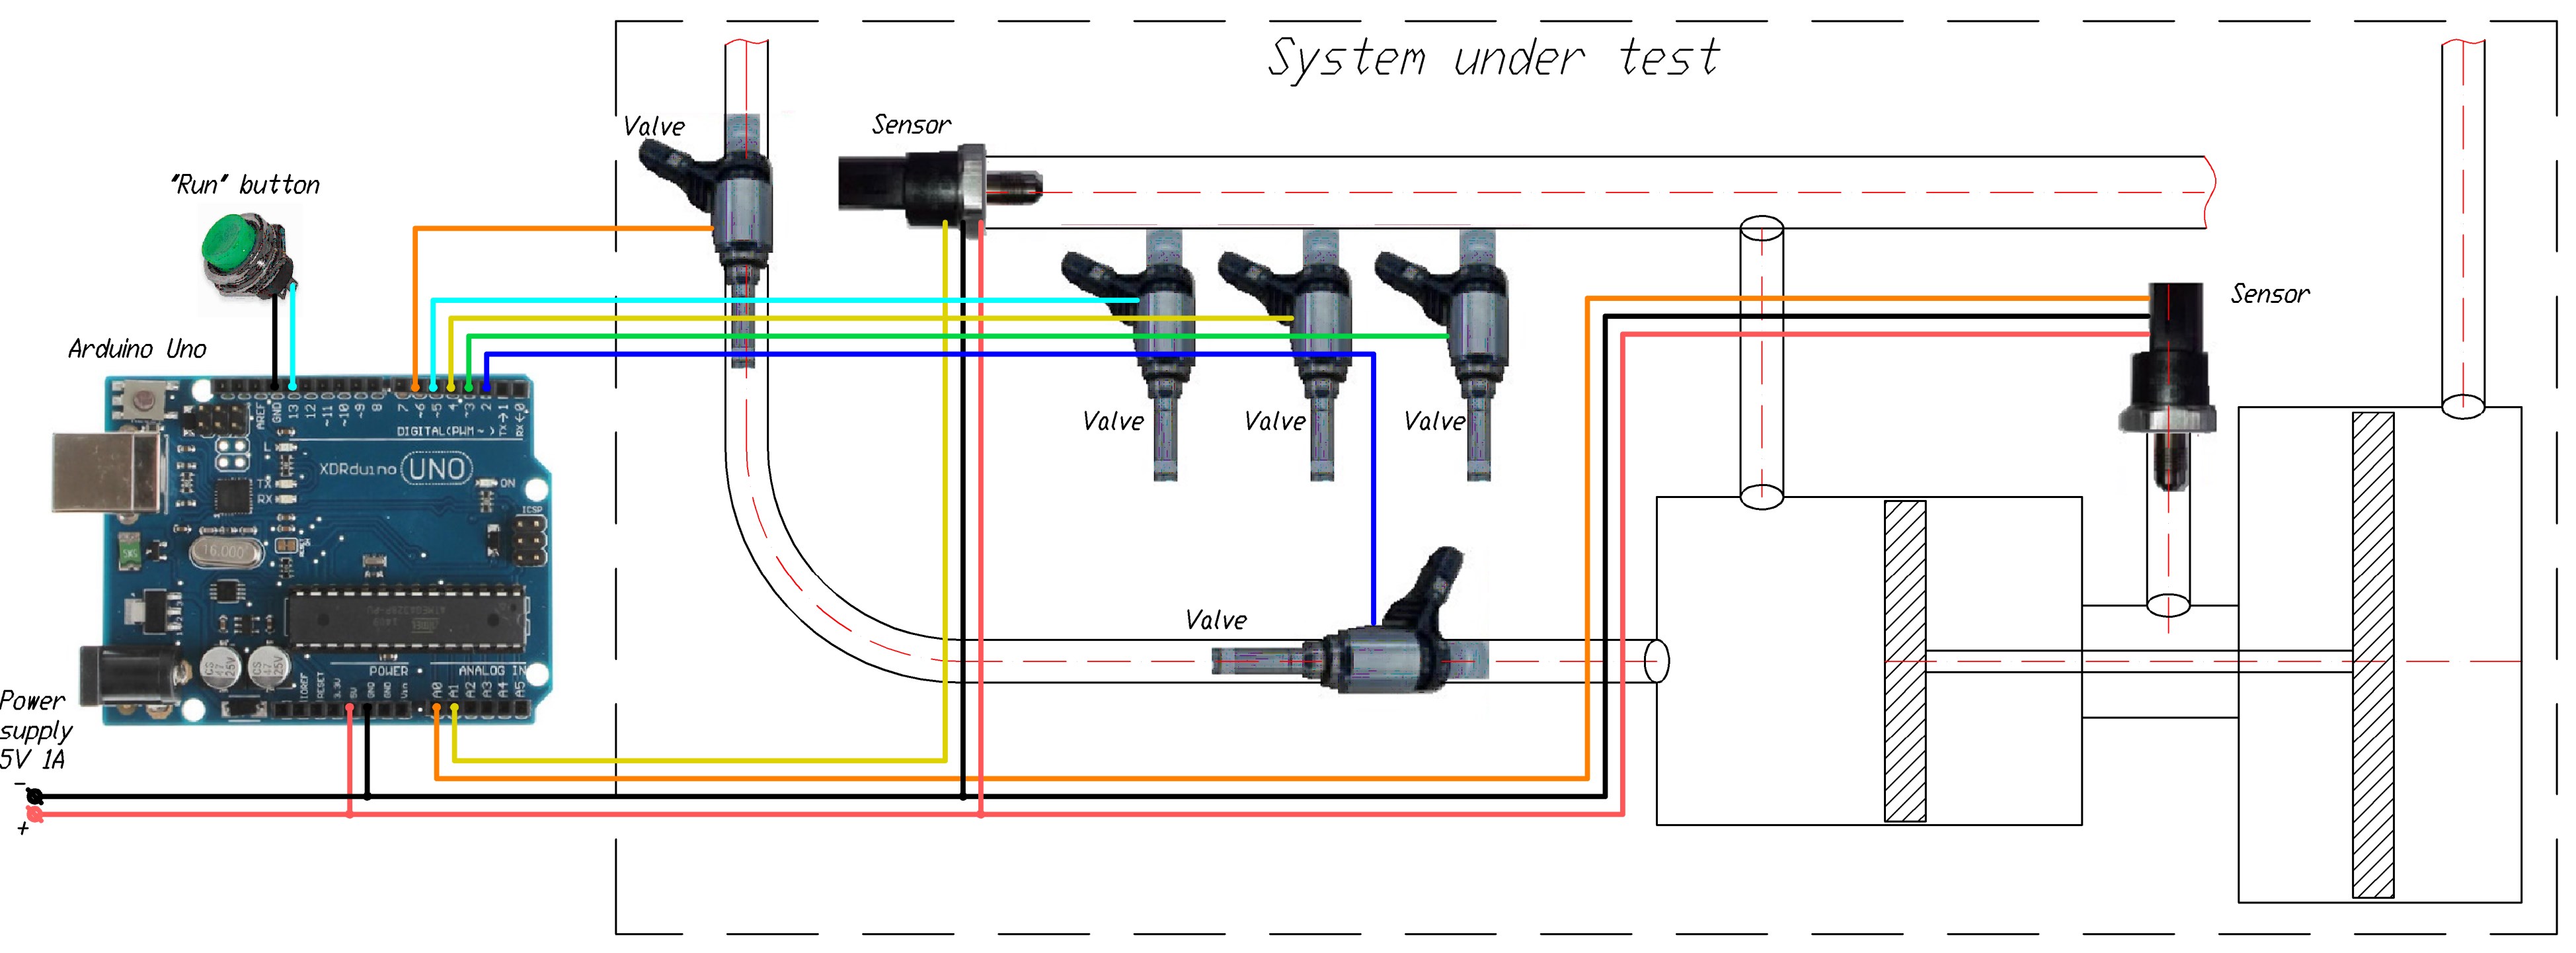 System under test
Valve
Sensor
"Run" button
Sensor
Arduino Uno
AREF
GND
13
12
~11
~10
~9
8
7
~6
~5
4
~3
2
TX→1
RX←0
DIGITAL(PWM ~ )
L
TX
RX
XDRduino UNO
ON
ICSP
16.000
Valve
Valve
Valve
Valve
POWER
ANALOG IN
IOREF
RESET
3.3V
5V
GND
GND
Vin
A0
A1
A2
A3
A4
A5
Power
supply
5V 1A
-
+